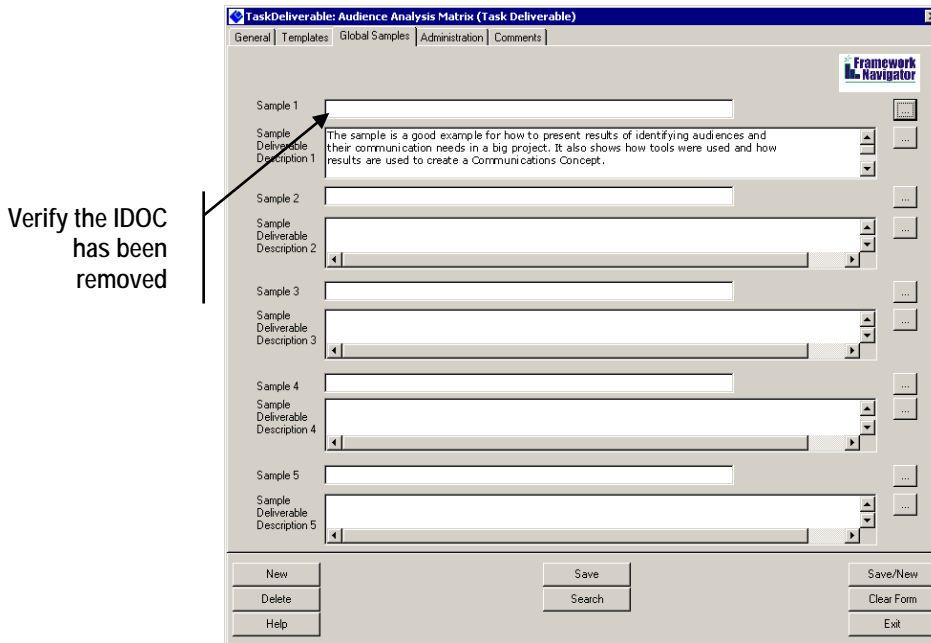 TaskDeliverable: Audience Analysis Matrix (Task Deliverable)
General Templates Global Samples Administration Comments
Framework
Navigator
Sample 1
...
Sample
Deliverable
Description 1
The sample is a good example for how to present results of identifying audiences and
their communication needs in a big project. It also shows how tools were used and how
results are used to create a Communications Concept.
...
Verify the IDOC
has been
removed
Sample 2
...
Sample
Deliverable
Description 2
...
Sample 3
...
Sample
Deliverable
Description 3
...
Sample 4
...
Sample
Deliverable
Description 4
...
Sample 5
...
Sample
Deliverable
Description 5
...
New Save Save/New
Delete Search Clear Form
Help Exit